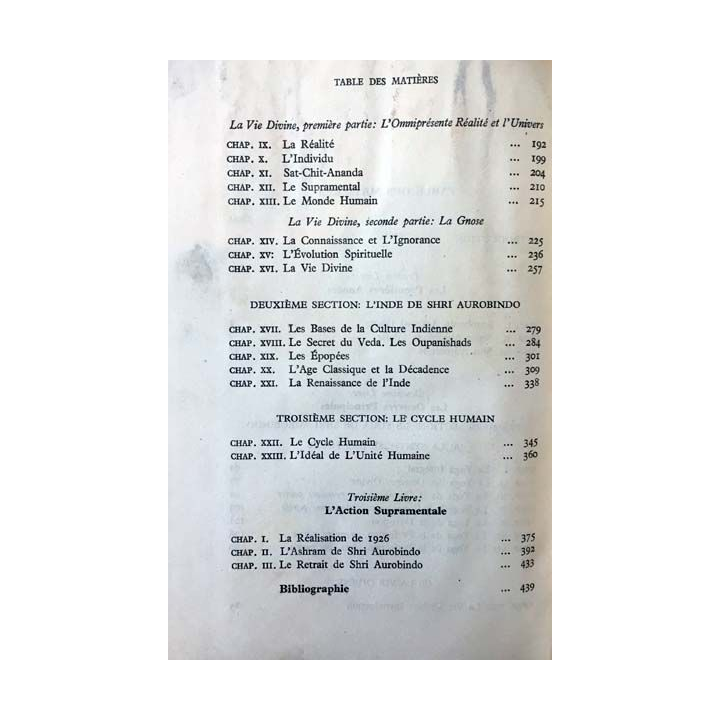 TABLE DES MATIÈRES
La Vie Divine, première partie: L'Omniprésente Réalité et l'Univers
CHAP. IX. La Réalité ... 192
CHAP. X. L'Individu ... 199
CHAP. XI. Sat-Chit-Ananda ... 204
CHAP. XII. Le Supramental ... 210
CHAP. XIII. Le Monde Humain ... 215
La Vie Divine, seconde partie: La Gnose
CHAP. XIV. La Connaissance et L'Ignorance ... 225
CHAP. XV: L'Évolution Spirituelle ... 236
CHAP. XVI. La Vie Divine ... 257
DEUXIÈME SECTION: L'INDE DE SHRI AUROBINDO
CHAP. XVII. Les Bases de la Culture Indienne ... 279
CHAP. XVIII. Le Secret du Veda. Les Oupanishads ... 284
CHAP. XIX. Les Épopées ... 301
CHAP. XX. L'Age Classique et la Décadence ... 309
CHAP. XXI. La Renaissance de l'Inde ... 338
TROISIÈME SECTION: LE CYCLE HUMAIN
CHAP. XXII. Le Cycle Humain ... 345
CHAP. XXIII. L'Idéal de L'Unité Humaine ... 360
Troisième Livre:
L'Action Supramentale
CHAP. I. La Réalisation de 1926 ... 375
CHAP. II. L'Ashram de Shri Aurobindo ... 392
CHAP. III. Le Retrait de Shri Aurobindo ... 433
Bibliographie ... 439